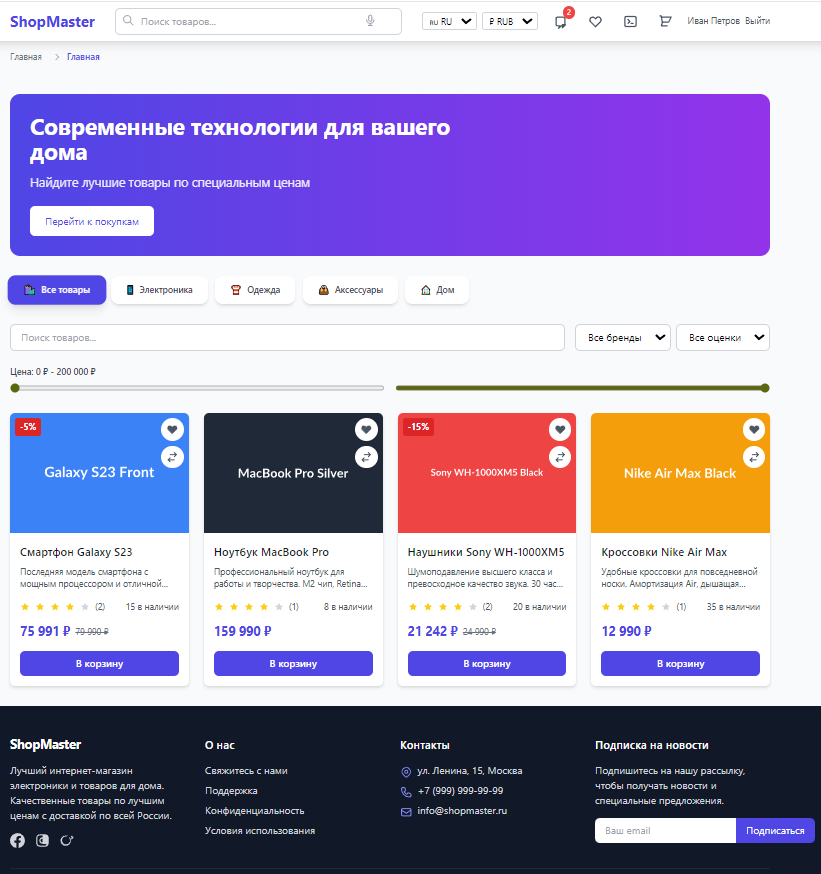 ShopMaster
Поиск товаров...
RU RU
₽ RUB
2
Иван Петров Выйти
Главная > Главная
Современные технологии для вашего
дома
Найдите лучшие товары по специальным ценам
Перейти к покупкам
Все товары
Электроника
Одежда
Аксессуары
Дом
Поиск товаров...
Все бренды
Все оценки
Цена: 0 ₽ - 200 000 ₽
-5%
Galaxy S23 Front
Смартфон Galaxy S23
Последняя модель смартфона с
мощным процессором и отличной...
(2) 15 в наличии
75 991 ₽ 79 990 ₽
В корзину
MacBook Pro Silver
Ноутбук MacBook Pro
Профессиональный ноутбук для
работы и творчества. M2 чип, Retina...
(1) 8 в наличии
159 990 ₽
В корзину
-15%
Sony WH-1000XM5 Black
Наушники Sony WH-1000XM5
Шумоподавление высшего класса и
превосходное качество звука. 30 час...
(2) 20 в наличии
21 242 ₽ 24 990 ₽
В корзину
Nike Air Max Black
Кроссовки Nike Air Max
Удобные кроссовки для повседневной
носки. Амортизация Air, дышащая...
(1) 35 в наличии
12 990 ₽
В корзину
ShopMaster
Лучший интернет-магазин
электроники и товаров для дома.
Качественные товары по лучшим
ценам с доставкой по всей России.
О нас
Свяжитесь с нами
Поддержка
Конфиденциальность
Условия использования
Контакты
ул. Ленина, 15, Москва
+7 (999) 999-99-99
info@shopmaster.ru
Подписка на новости
Подпишитесь на нашу рассылку,
чтобы получать новости и
специальные предложения.
Ваш email
Подписаться